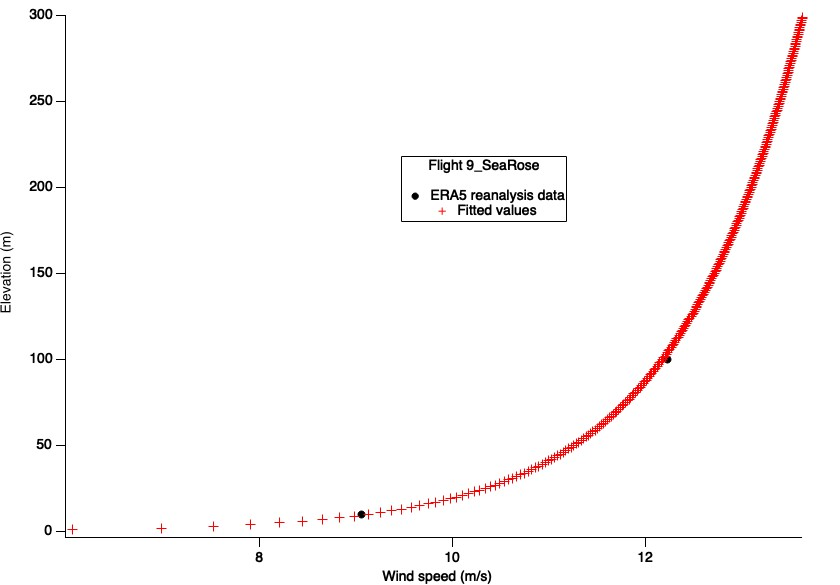 300
250
200
150
100
50
0
Elevation (m)
Flight 9_SeaRose
ERA5 reanalysis data
Fitted values
8 10 12
Wind speed (m/s)